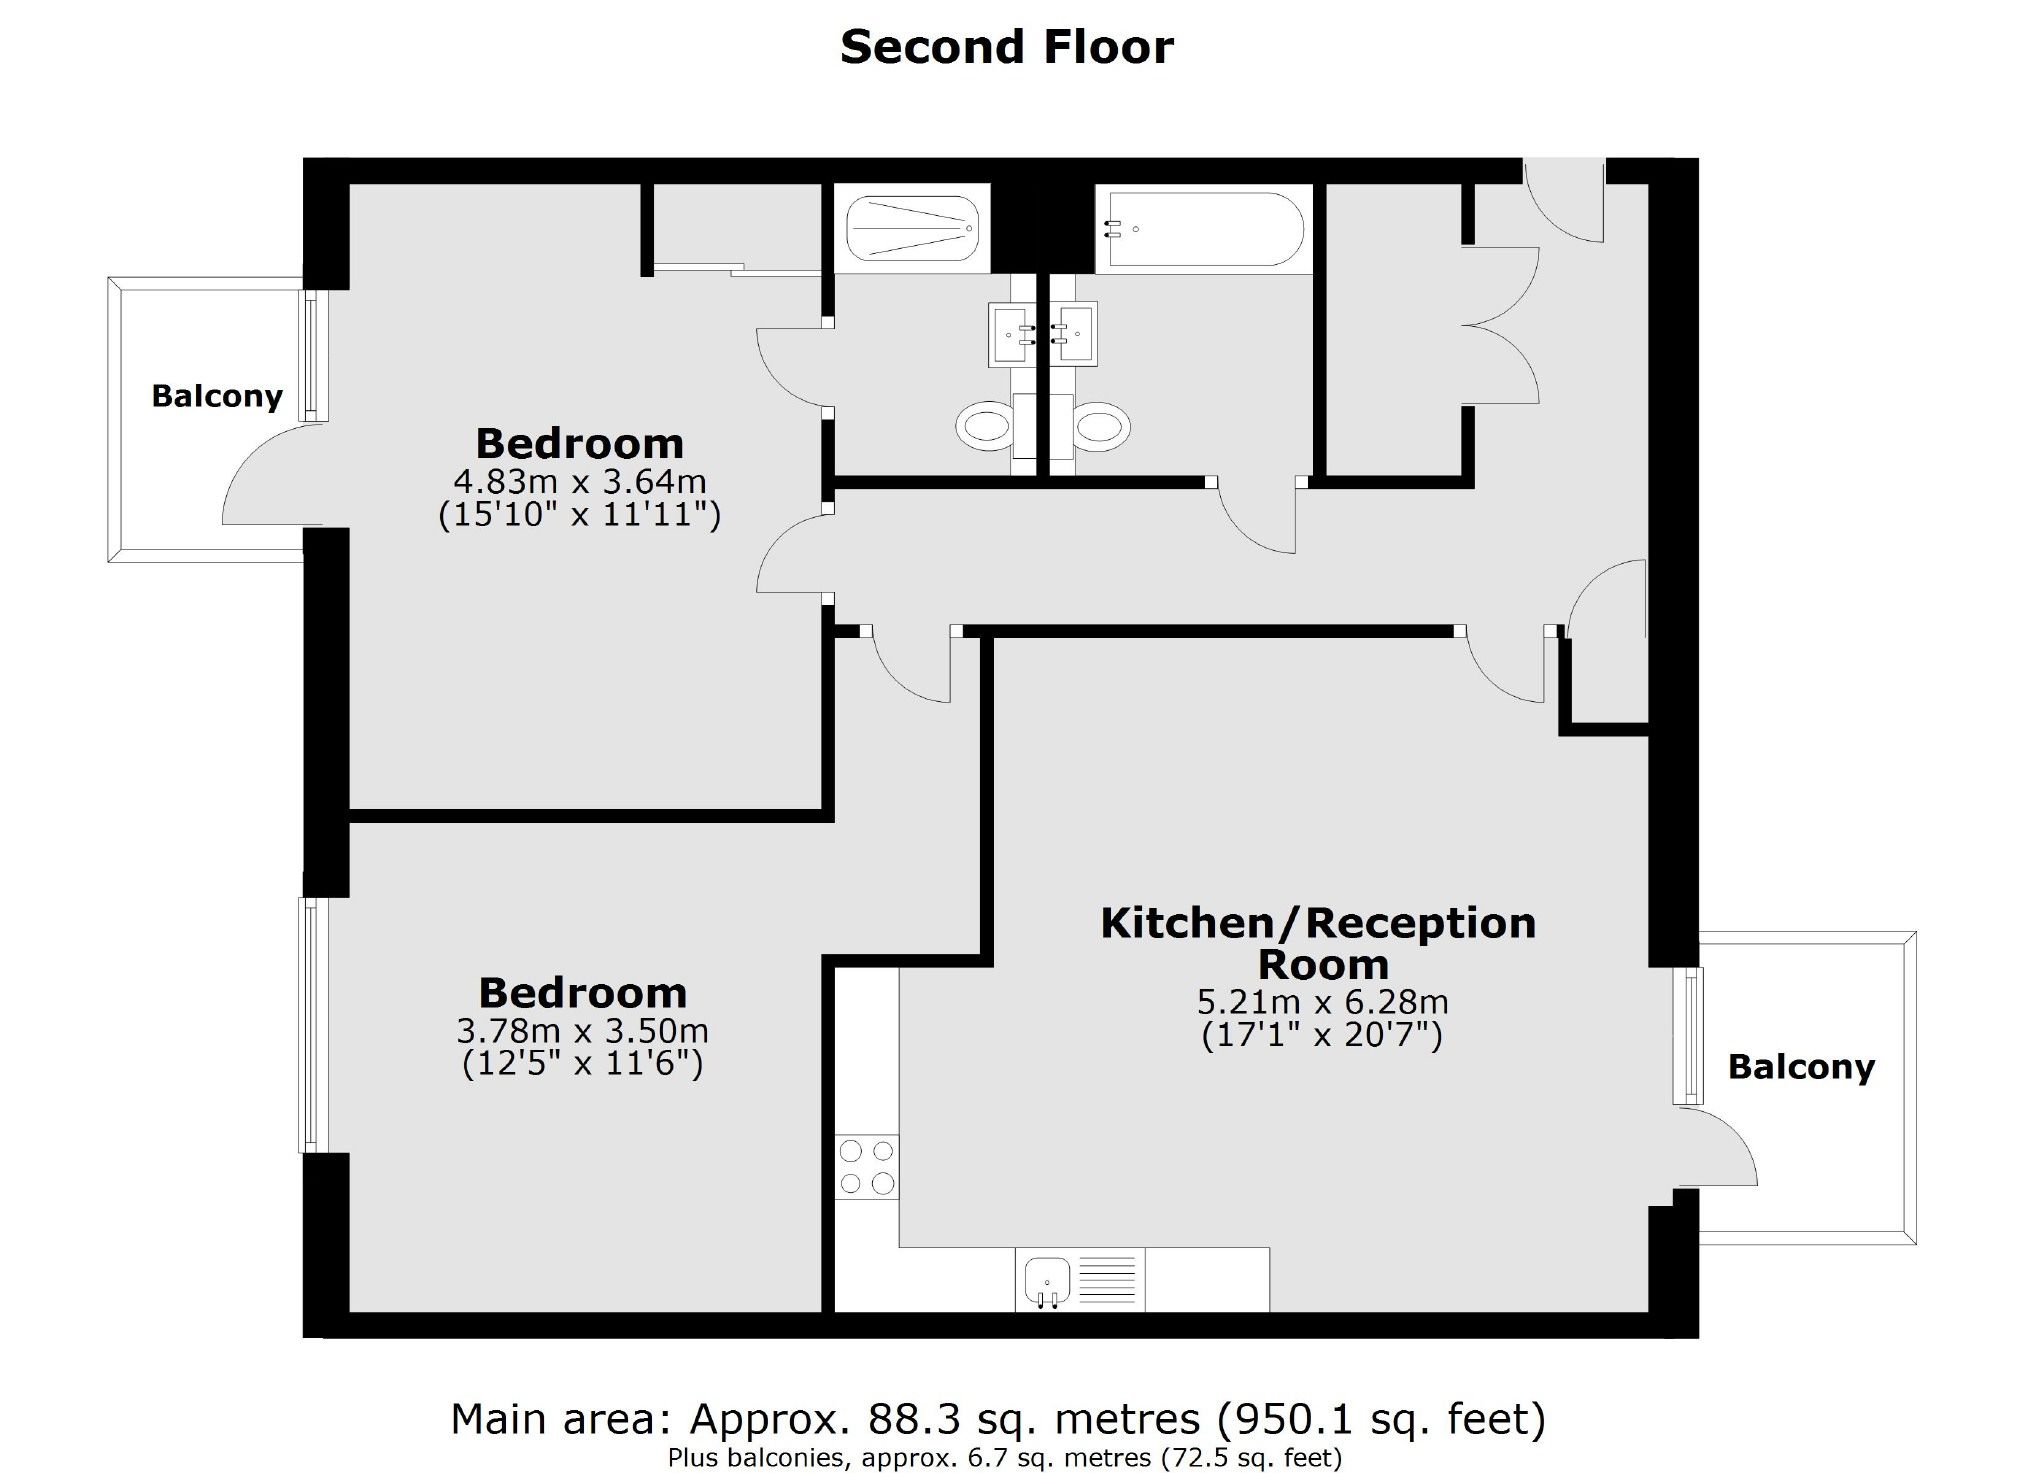 Second Floor
Balcony
Bedroom
4.83m x 3.64m
(15'10" x 11'11")
Kitchen/Reception
Room
5.21m x 6.28m
(17'1" x 20'7")
Bedroom
3.78m x 3.50m
(12'5" x 11'6")
Balcony
Main area: Approx. 88.3 sq. metres (950.1 sq. feet)
Plus balconies, approx. 6.7 sq. metres (72.5 sq. feet)